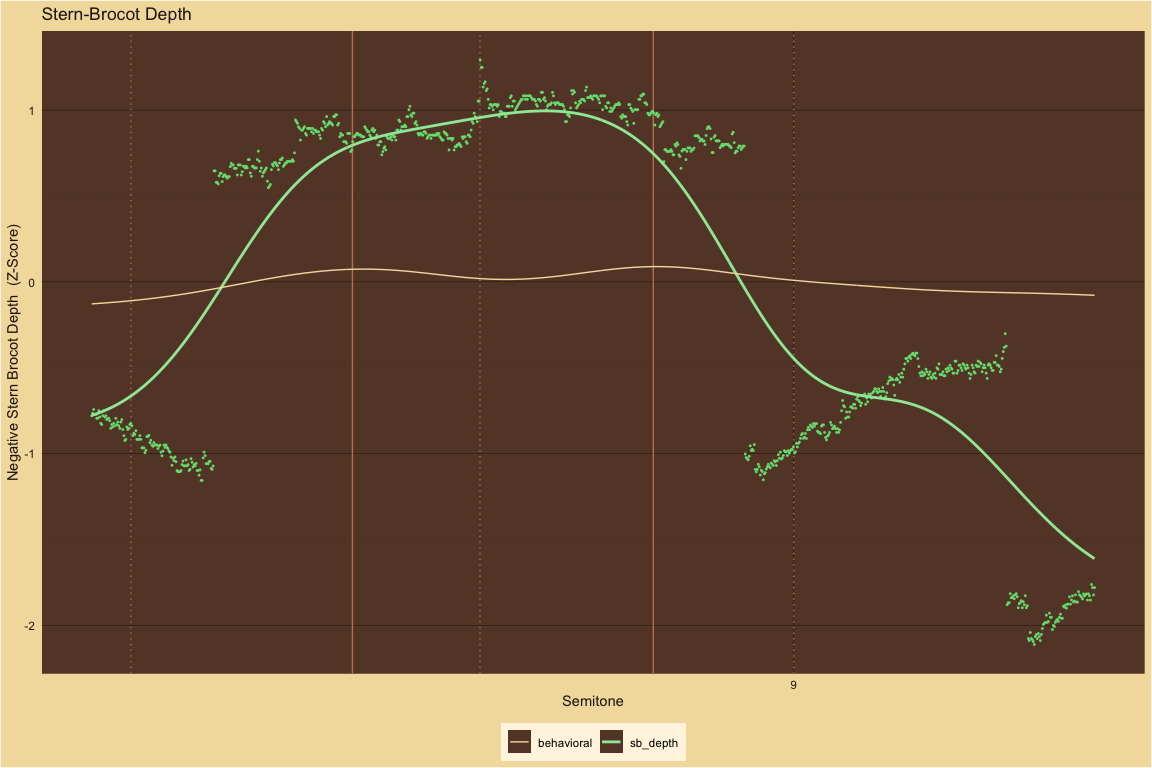 Stern-Brocot Depth
Negative Stern Brocot Depth (Z-Score)
1
0
-1
-2
9
Semitone
behavioral
sb_depth